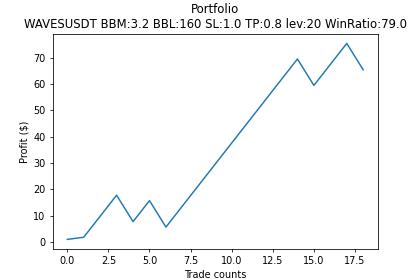 Portfolio
WAVESUSDT BBM:3.2 BBL:160 SL:1.0 TP:0.8 lev:20 WinRatio:79.0
70
60
50
40
30
20
10
0
Profit ($)
0.0 2.5 5.0 7.5 10.0 12.5 15.0 17.5
Trade counts